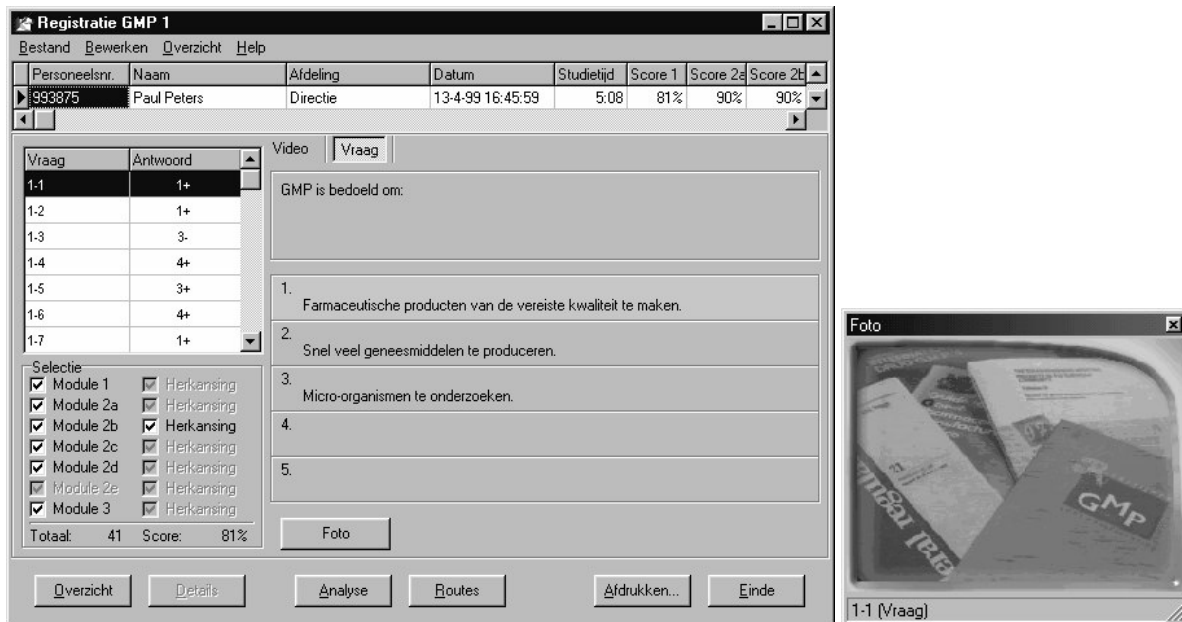 Registratie GMP 1
Bestand Bewerken Overzicht Help
Personeelsnr. Naam Afdeling Datum Studietijd Score 1 Score 2a Score 2b
993875 Paul Peters Directie 13-4-99 16:45:59 5:08 81% 90% 90%
Vraag Antwoord
1-1 1+
1-2 1+
1-3 3-
1-4 4+
1-5 3+
1-6 4+
1-7 1+
Selectie
Module 1 Herkansing
Module 2a Herkansing
Module 2b Herkansing
Module 2c Herkansing
Module 2d Herkansing
Module 2e Herkansing
Module 3 Herkansing
Totaal: 41 Score: 81%
Video Vraag
GMP is bedoeld om:
1.
Farmaceutische producten van de vereiste kwaliteit te maken.
2.
Snel veel geneesmiddelen te produceren.
3.
Micro-organismen te onderzoeken.
4.
5.
Foto
Overzicht Details Analyse Routes Afdrukken... Einde
Foto
GMP
21
1-1 (Vraag)